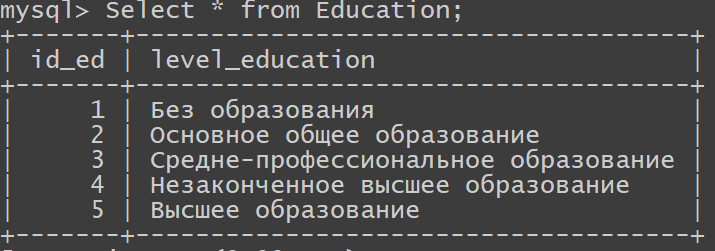 mysql> Select * from Education;
+-------+-------------------------------------+
| id_ed | level_education                     |
+-------+-------------------------------------+
|     1 | Без образования                     |
|     2 | Основное общее образование          |
|     3 | Средне-профессиональное образование |
|     4 | Незаконченное высшее образование    |
|     5 | Высшее образование                  |
+-------+-------------------------------------+